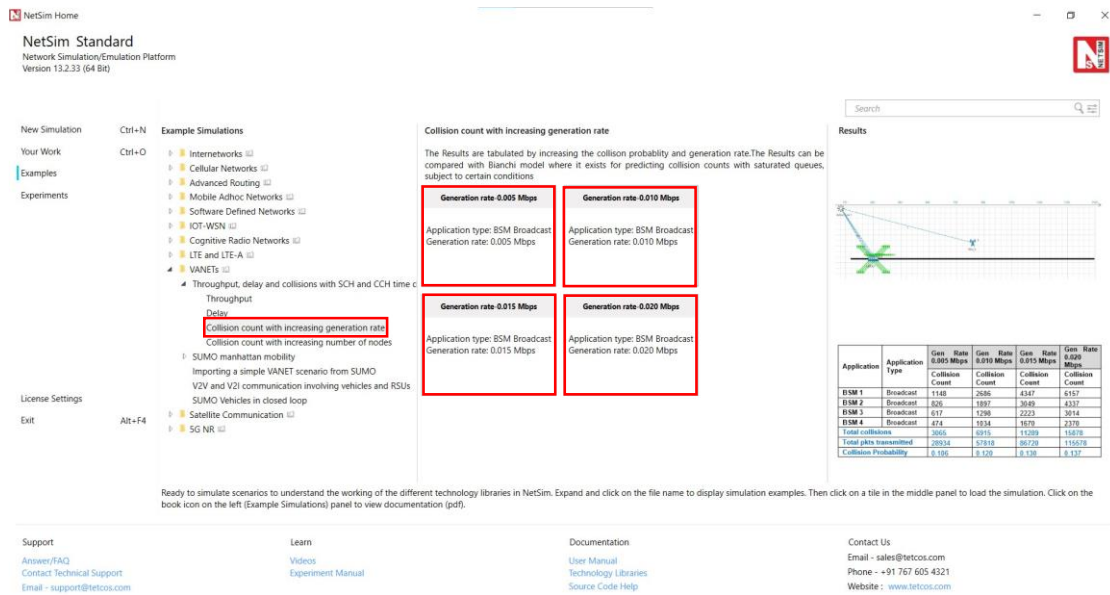 NetSim Home
NetSim Standard
Network Simulation/Emulation Platform
Version 13.2.33 (64 Bit)
NETSIM
Search
New Simulation Ctrl+N
Your Work Ctrl+O
Examples
Experiments
License Settings
Exit Alt+F4
Example Simulations
Internetworks
Cellular Networks
Advanced Routing
Mobile Adhoc Networks
Software Defined Networks
IOT-WSN
Cognitive Radio Networks
LTE and LTE-A
VANETs
Throughput, delay and collisions with SCH and CCH time c
Throughput
Delay
Collision count with increasing generation rate
Collision count with increasing number of nodes
SUMO manhattan mobility
Importing a simple VANET scenario from SUMO
V2V and V2I communication involving vehicles and RSUs
SUMO Vehicles in closed loop
Satellite Communication
5G NR
Collision count with increasing generation rate
The Results are tabulated by increasing the collison probablity and generation rate.The Results can be
compared with Bianchi model where it exists for predicting collision counts with saturated queues,
subject to certain conditions
Generation rate-0.005 Mbps
Application type: BSM Broadcast
Generation rate: 0.005 Mbps
Generation rate-0.010 Mbps
Application type: BSM Broadcast
Generation rate: 0.010 Mbps
Generation rate-0.015 Mbps
Application type: BSM Broadcast
Generation rate: 0.015 Mbps
Generation rate-0.020 Mbps
Application type: BSM Broadcast
Generation rate: 0.020 Mbps
Results
Application Application Type Gen Rate 0.005 Mbps Gen Rate 0.010 Mbps Gen Rate 0.015 Mbps Gen Rate 0.020 Mbps
Collision Count Collision Count Collision Count Collision Count
BSM 1 Broadcast 1148 2686 4347 6157
BSM 2 Broadcast 826 1897 3049 4337
BSM 3 Broadcast 617 1298 2223 3014
BSM 4 Broadcast 474 1034 1670 2370
Total collisions 3065 6915 11289 15878
Total pkts transmitted 28934 57818 86720 115578
Collision Probability 0.106 0.120 0.130 0.137
Ready to simulate scenarios to understand the working of the different technology libraries in NetSim. Expand and click on the file name to display simulation examples. Then click on a tile in the middle panel to load the simulation. Click on the
book icon on the left (Example Simulations) panel to view documentation (pdf).
Support
Answer/FAQ
Contact Technical Support
Email - support@tetcos.com
Learn
Videos
Experiment Manual
Documentation
User Manual
Technology Libraries
Source Code Help
Contact Us
Email - sales@tetcos.com
Phone - +91 767 605 4321
Website : www.tetcos.com